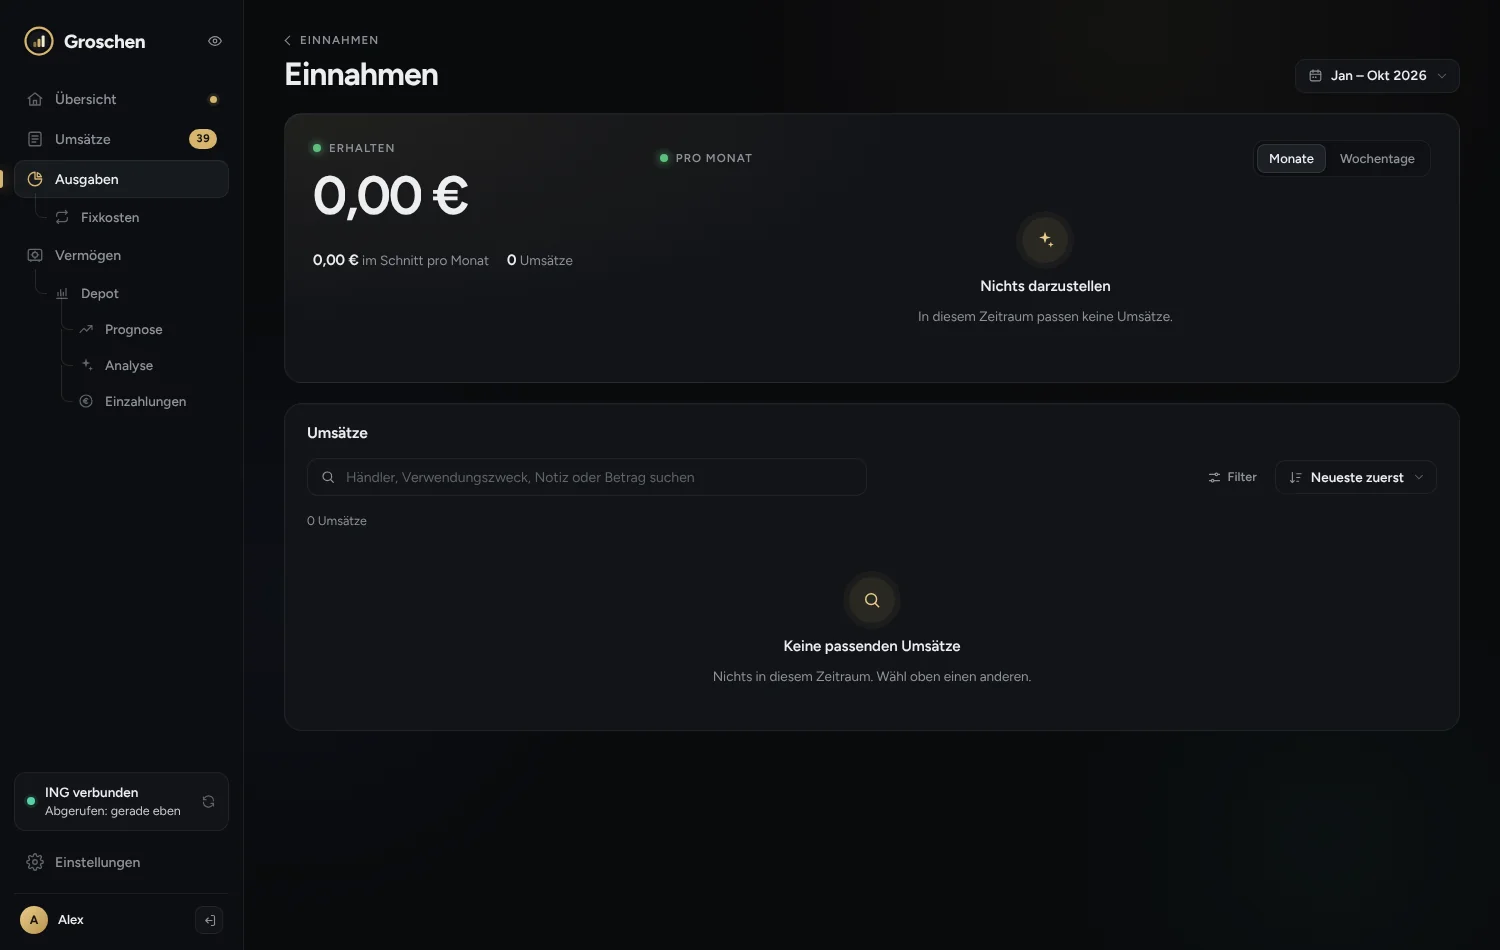 Groschen
Übersicht
Umsätze 39
Ausgaben
Fixkosten
Vermögen
Depot
Prognose
Analyse
Einzahlungen
ING verbunden
Abgerufen: gerade eben
Einstellungen
A Alex
EINNAHMEN
Einnahmen
Jan – Okt 2026
ERHALTEN
0,00 €
0,00 € im Schnitt pro Monat 0 Umsätze
PRO MONAT
Monate Wochentage
Nichts darzustellen
In diesem Zeitraum passen keine Umsätze.
Umsätze
Händler, Verwendungszweck, Notiz oder Betrag suchen
Filter
Neueste zuerst
0 Umsätze
Keine passenden Umsätze
Nichts in diesem Zeitraum. Wähl oben einen anderen.